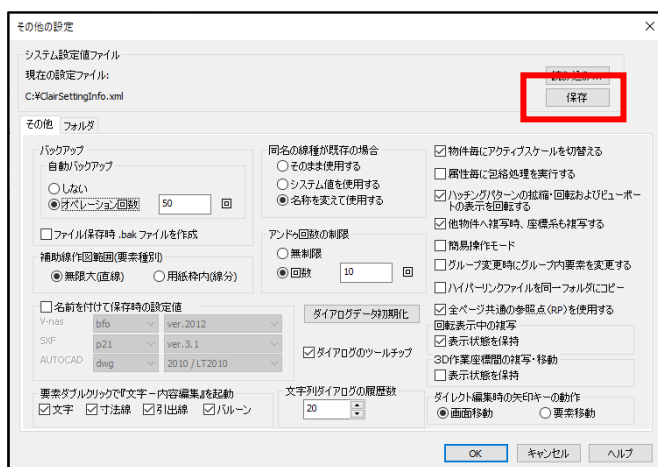 その他の設定
システム設定値ファイル
現在の設定ファイル:
C:¥ClairSettingInfo.xml
保存
その他 フォルダ
バックアップ
自動バックアップ
しない
オペレーション回数 50 回
ファイル保存時 .bak ファイルを作成
補助線作図範囲(要素種別)
無限大(直線) 用紙枠内(線分)
同名の線種が既存の場合
そのまま使用する
システム値を使用する
名称を変えて使用する
アンドゥ回数の制限
無制限
回数 10 回
名前を付けて保存時の設定値
V-nas bfo ver.2012
SXF p21 ver.3.1
AUTOCAD dwg 2010 / LT2010
ダイアログデータ初期化
ダイアログのツールチップ
要素ダブルクリックで『文字－内容編集』を起動
文字 寸法線 引出線 バルーン
文字列ダイアログの履歴数
20
物件毎にアクティブスケールを切替える
属性毎に包絡処理を実行する
ハッチングパターンの拡縮・回転およびビューポー
トの表示を回転する
他物件へ複写時、座標系も複写する
簡易操作モード
グループ変更時にグループ内要素を変更する
ハイパーリンクファイルを同一フォルダにコピー
全ページ共通の参照点(RP)を使用する
回転表示中の複写
表示状態を保持
3D作業座標間の複写・移動
表示状態を保持
ダイレクト編集時の矢印キーの動作
画面移動 要素移動
OK キャンセル ヘルプ